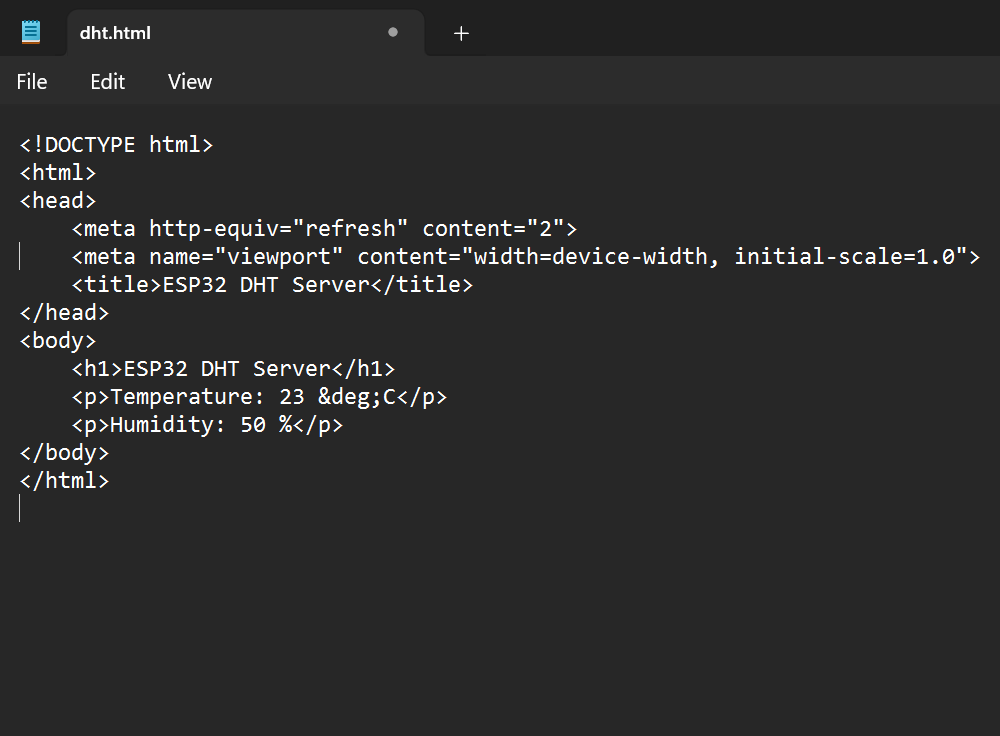 dht.html
File Edit View
<!DOCTYPE html>
<html>
<head>
    <meta http-equiv="refresh" content="2">
    <meta name="viewport" content="width=device-width, initial-scale=1.0">
    <title>ESP32 DHT Server</title>
</head>
<body>
    <h1>ESP32 DHT Server</h1>
    <p>Temperature: 23 &deg;C</p>
    <p>Humidity: 50 %</p>
</body>
</html>